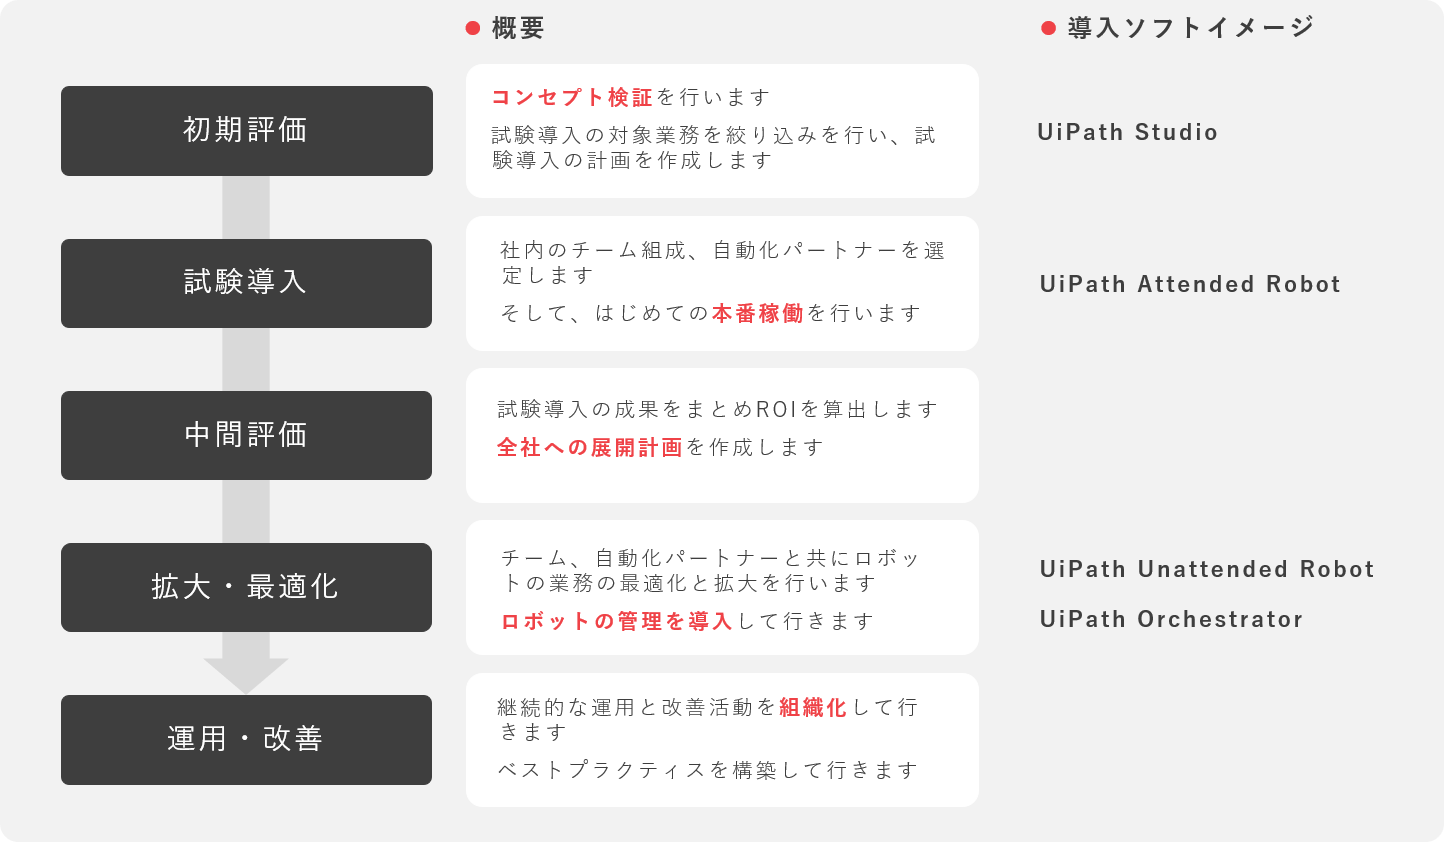 概要
導入ソフトイメージ
初期評価
コンセプト検証を行います
試験導入の対象業務を絞り込みを行い、試
験導入の計画を作成します
UiPath Studio
試験導入
社内のチーム組成、自動化パートナーを選
定します
そして、はじめての本番稼働を行います
UiPath Attended Robot
中間評価
試験導入の成果をまとめROIを算出します
全社への展開計画を作成します
拡大・最適化
チーム、自動化パートナーと共にロボッ
トの業務の最適化と拡大を行います
ロボットの管理を導入して行きます
UiPath Unattended Robot
UiPath Orchestrator
運用・改善
継続的な運用と改善活動を組織化して行
きます
ベストプラクティスを構築して行きます